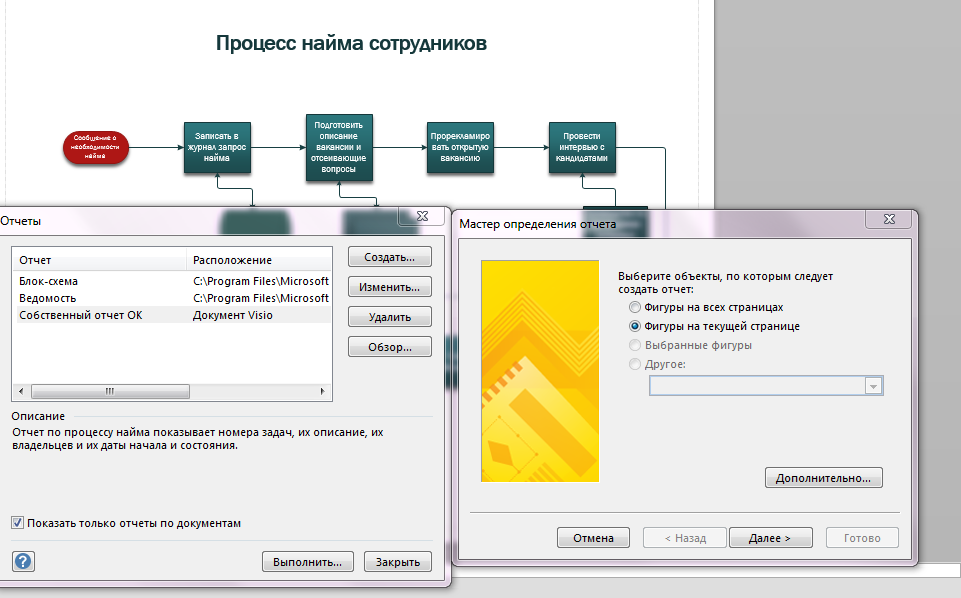 Процесс найма сотрудников
Сообщение о
необходимости
найма
Записать в
журнал запрос
найма
Подготовить
описание
вакансии и
отсеивающие
вопросы
Прорекламиро
вать открытую
вакансию
Провести
интервью с
кандидатами
Отчеты
Отчет Расположение
Блок-схема C:\Program Files\Microsoft
Ведомость C:\Program Files\Microsoft
Собственный отчет ОК Документ Visio
Создать...
Изменить...
Удалить
Обзор...
Описание
Отчет по процессу найма показывает номера задач, их описание, их
владельцев и их даты начала и состояния.
Показать только отчеты по документам
Выполнить... Закрыть
Мастер определения отчета
Выберите объекты, по которым следует
создать отчет:
Фигуры на всех страницах
Фигуры на текущей странице
Выбранные фигуры
Другое:
Дополнительно...
Отмена < Назад Далее > Готово